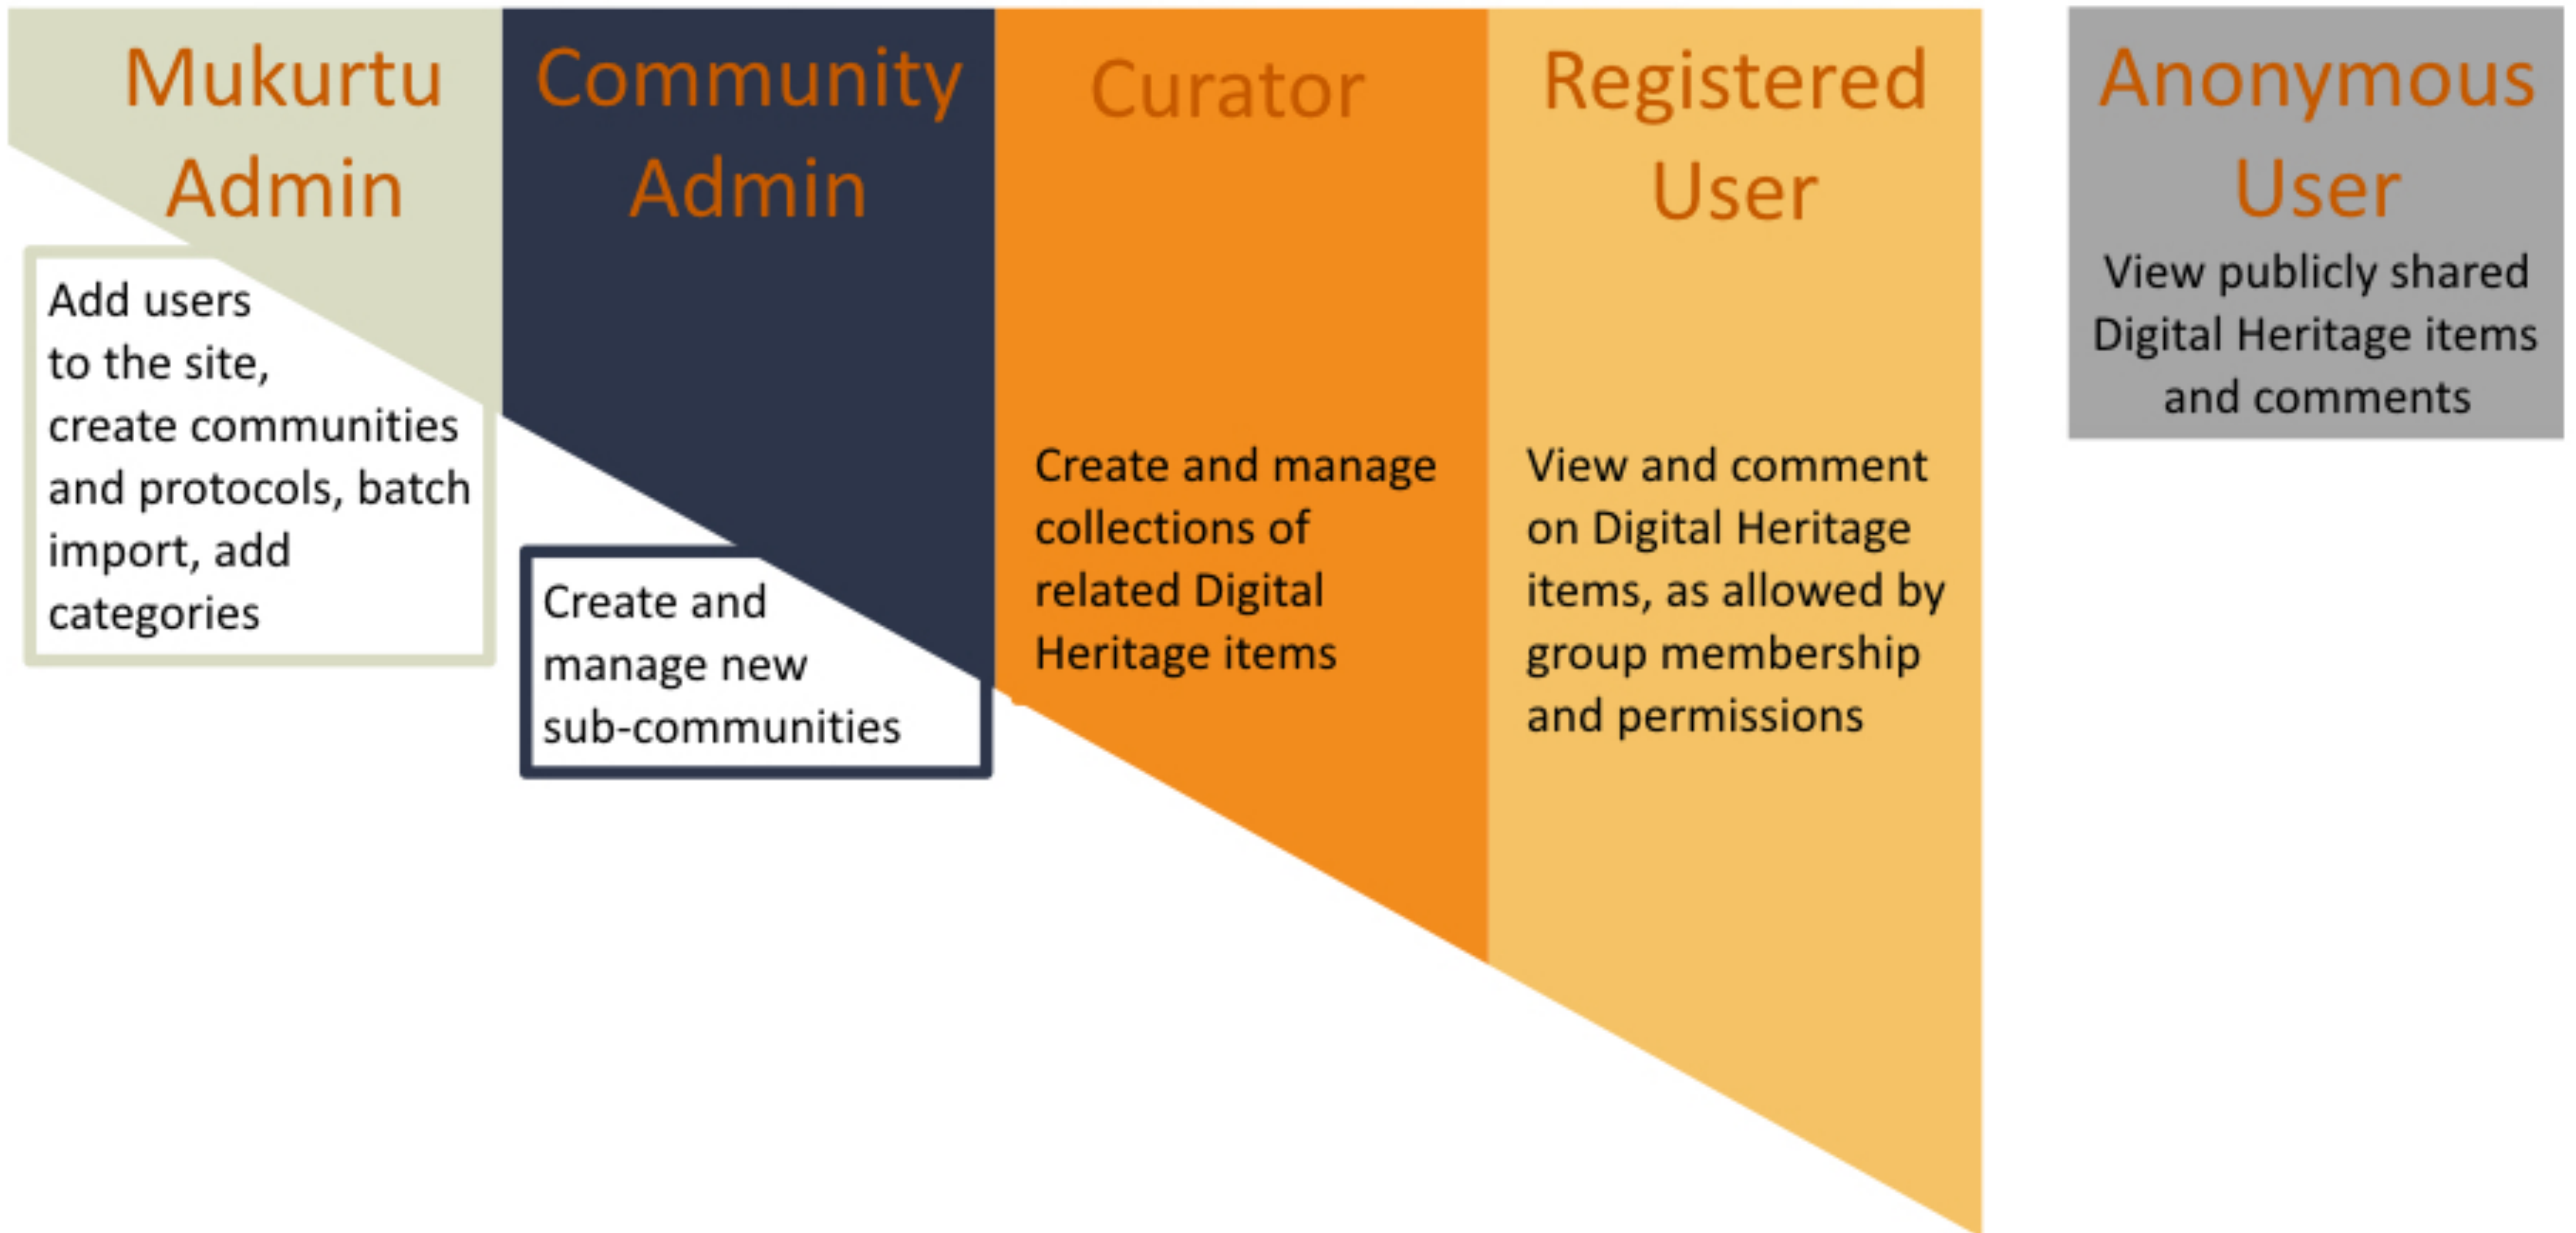 Mukurtu
Admin
Add users
to the site,
create communities
and protocols, batch
import, add
categories
Community
Admin
Create and
manage new
sub-communities
Curator
Create and manage
collections of
related Digital
Heritage items
Registered
User
View and comment
on Digital Heritage
items, as allowed by
group membership
and permissions
Anonymous
User
View publicly shared
Digital Heritage items
and comments